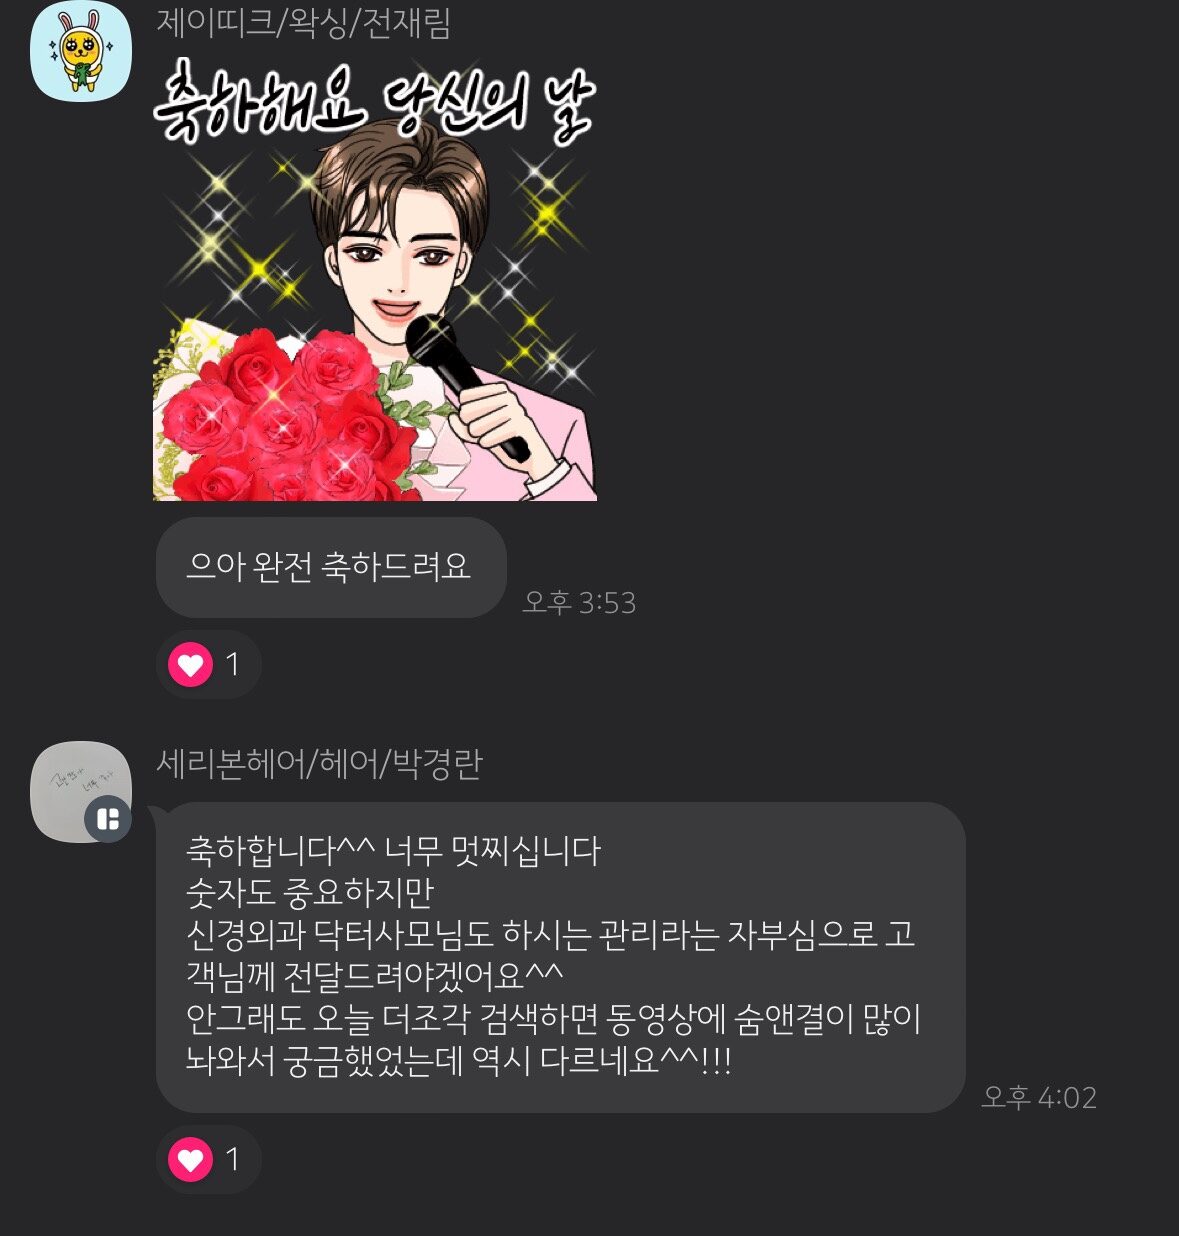 제이띠크/왁싱/전재림
축하해요 당신의 날
으아 완전 축하드려요
오후 3:53
1
세리본헤어/헤어/박경란
축하합니다^^ 너무 멋찌십니다
숫자도 중요하지만
신경외과 닥터사모님도 하시는 관리라는 자부심으로 고
객님께 전달드려야겠어요^^
안그래도 오늘 더조각 검색하면 동영상에 숨앤결이 많이
놔와서 궁금했었는데 역시 다르네요^^!!!
오후 4:02
1